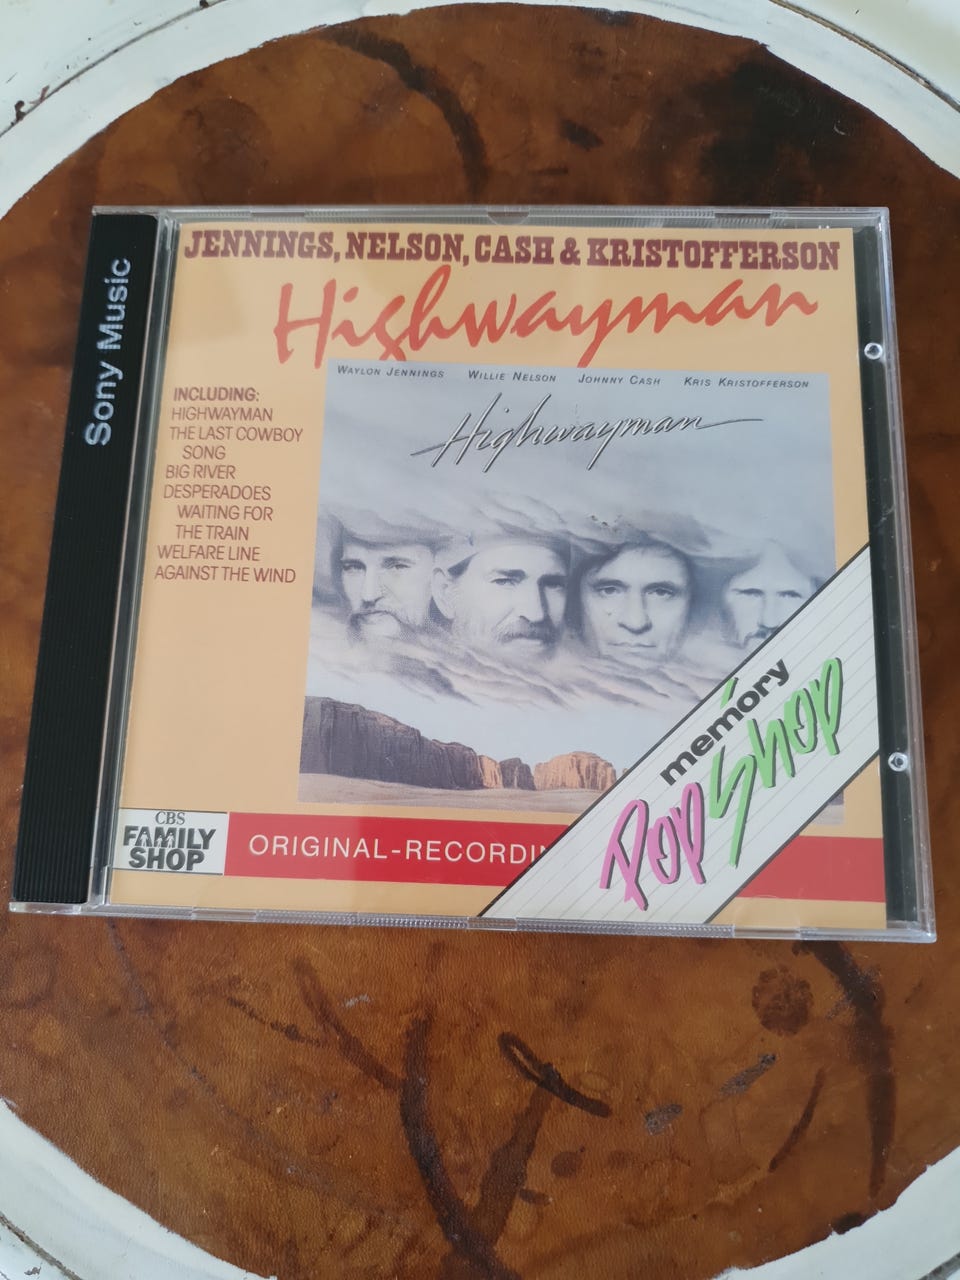 Sony Music
JENNINGS, NELSON, CASH & KRISTOFFERSON
Highwayman
INCLUDING:
HIGHWAYMAN
THE LAST COWBOY
SONG
BIG RIVER
DESPERADOES
WAITING FOR
THE TRAIN
WELFARE LINE
AGAINST THE WIND
WAYLON JENNINGS WILLIE NELSON JOHNNY CASH KRIS KRISTOFFERSON
Highwayman
memory
Pop Shop
CBS
FAMILY
SHOP
ORIGINAL-RECORDIN